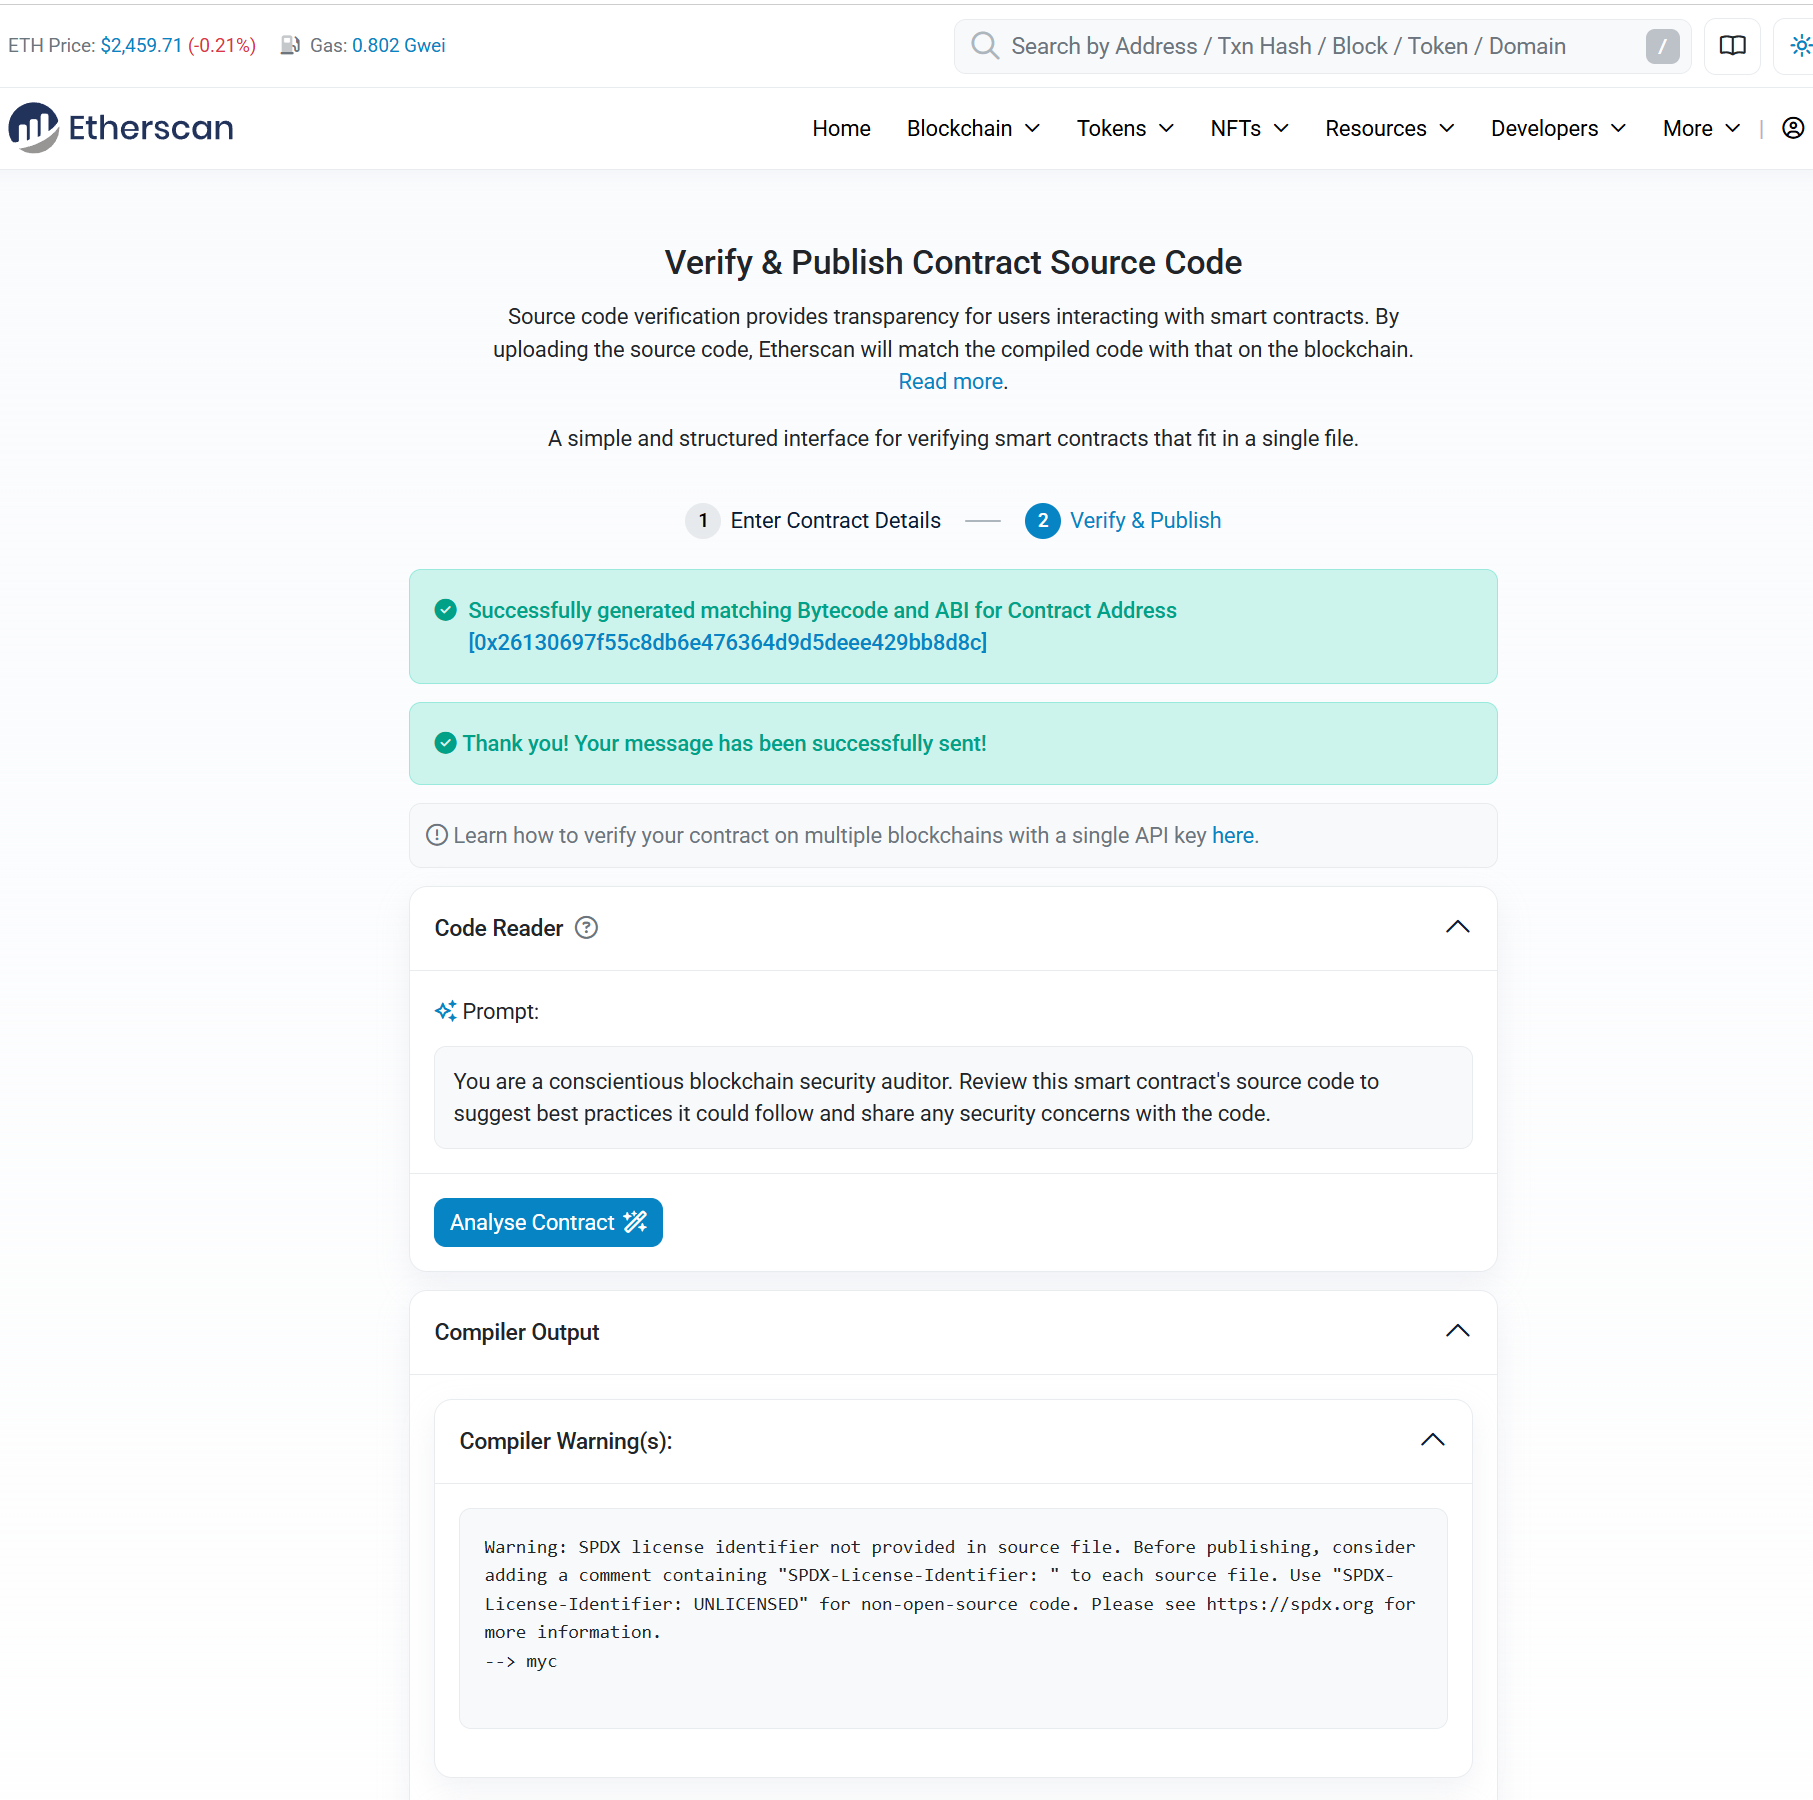 ETH Price: $2,459.71 (-0.21%) Gas: 0.802 Gwei
Search by Address / Txn Hash / Block / Token / Domain /
Etherscan
Home Blockchain Tokens NFTs Resources Developers More |
Verify & Publish Contract Source Code
Source code verification provides transparency for users interacting with smart contracts. By
uploading the source code, Etherscan will match the compiled code with that on the blockchain.
Read more.
A simple and structured interface for verifying smart contracts that fit in a single file.
1 Enter Contract Details 2 Verify & Publish
Successfully generated matching Bytecode and ABI for Contract Address
[0x26130697f55c8db6e476364d9d5deee429bb8d8c]
Thank you! Your message has been successfully sent!
Learn how to verify your contract on multiple blockchains with a single API key here.
Code Reader ?
Prompt:
You are a conscientious blockchain security auditor. Review this smart contract's source code to
suggest best practices it could follow and share any security concerns with the code.
Analyse Contract
Compiler Output
Compiler Warning(s):
Warning: SPDX license identifier not provided in source file. Before publishing, consider
adding a comment containing "SPDX-License-Identifier: " to each source file. Use "SPDX-
License-Identifier: UNLICENSED" for non-open-source code. Please see https://spdx.org for
more information.
--> myc